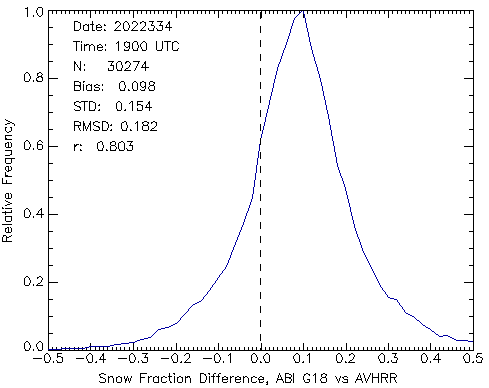 1.0
Date: 2022334
Time: 1900 UTC
N: 30274
Bias: 0.098
STD: 0.154
RMSD: 0.182
r: 0.803
0.8
0.6
0.4
0.2
0.0
Relative Frequency
-0.5 -0.4 -0.3 -0.2 -0.1 0.0 0.1 0.2 0.3 0.4 0.5
Snow Fraction Difference, ABI G18 vs AVHRR